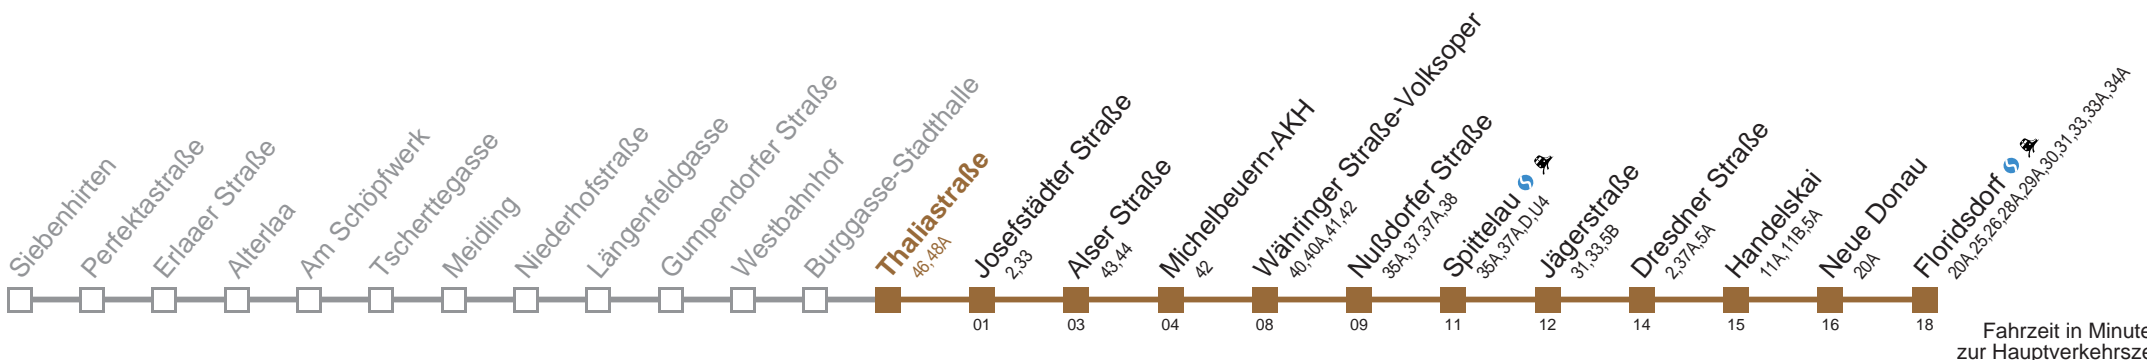 Siebenhirten
Perfektastraße
Erlaaer Straße
Alterlaa
Am Schöpfwerk
Tscherttegasse
Meidling
Niederhofstraße
Längenfeldgasse
Gumpendorfer Straße
Westbahnhof
Burggasse-Stadthalle
Thaliastraße
46,48A
Josefstädter Straße
2,33
Alser Straße
43,44
Michelbeuern-AKH
42
Währinger Straße-Volksoper
40,40A,41,42
Nußdorfer Straße
35A,37,37A,38
Spittelau
35A,37A,D,U4
Jägerstraße
31,33,5B
Dresdner Straße
2,37A,5A
Handelskai
11A,11B,5A
Neue Donau
20A
Floridsdorf
20A,25,26,28A,29A,30,31,33,33A,34A
01 03 04 08 09 11 12 14 15 16 18
Fahrzeit in Minute
zur Hauptverkehrsze